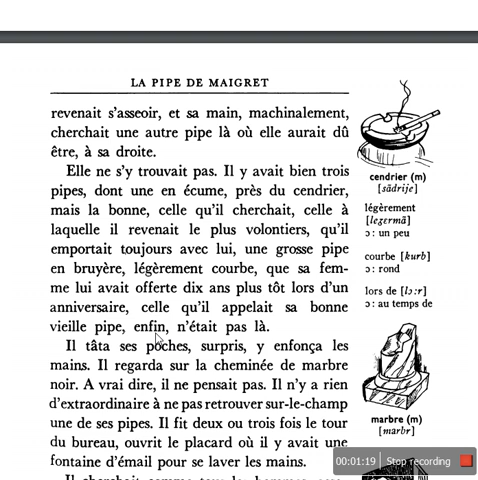 LA PIPE DE MAIGRET
revenait s'asseoir, et sa main, machinalement,
cherchait une autre pipe là où elle aurait dû
être, à sa droite.
Elle ne s'y trouvait pas. Il y avait bien trois
pipes, dont une en écume, près du cendrier,
mais la bonne, celle qu'il cherchait, celle à
laquelle il revenait le plus volontiers, qu'il
emportait toujours avec lui, une grosse pipe
en bruyère, légèrement courbe, que sa fem-
me lui avait offerte dix ans plus tôt lors d'un
anniversaire, celle qu'il appelait sa bonne
vieille pipe, enfin, n'était pas là.
Il tâta ses poches, surpris, y enfonça les
mains. Il regarda sur la cheminée de marbre
noir. A vrai dire, il ne pensait pas. Il n'y a rien
d'extraordinaire à ne pas retrouver sur-le-champ
une de ses pipes. Il fit deux ou trois fois le tour
du bureau, ouvrit le placard où il y avait une
fontaine d'émail pour se laver les mains.
cendrier (m)
[sãdrije]
légèrement
[leʒɛrmã]
ɔ : un peu
courbe [kurb]
ɔ : rond
lors de [lɔ:r]
ɔ : au temps de
marbre (m)
[marbr]
00:01:19 Stop recording